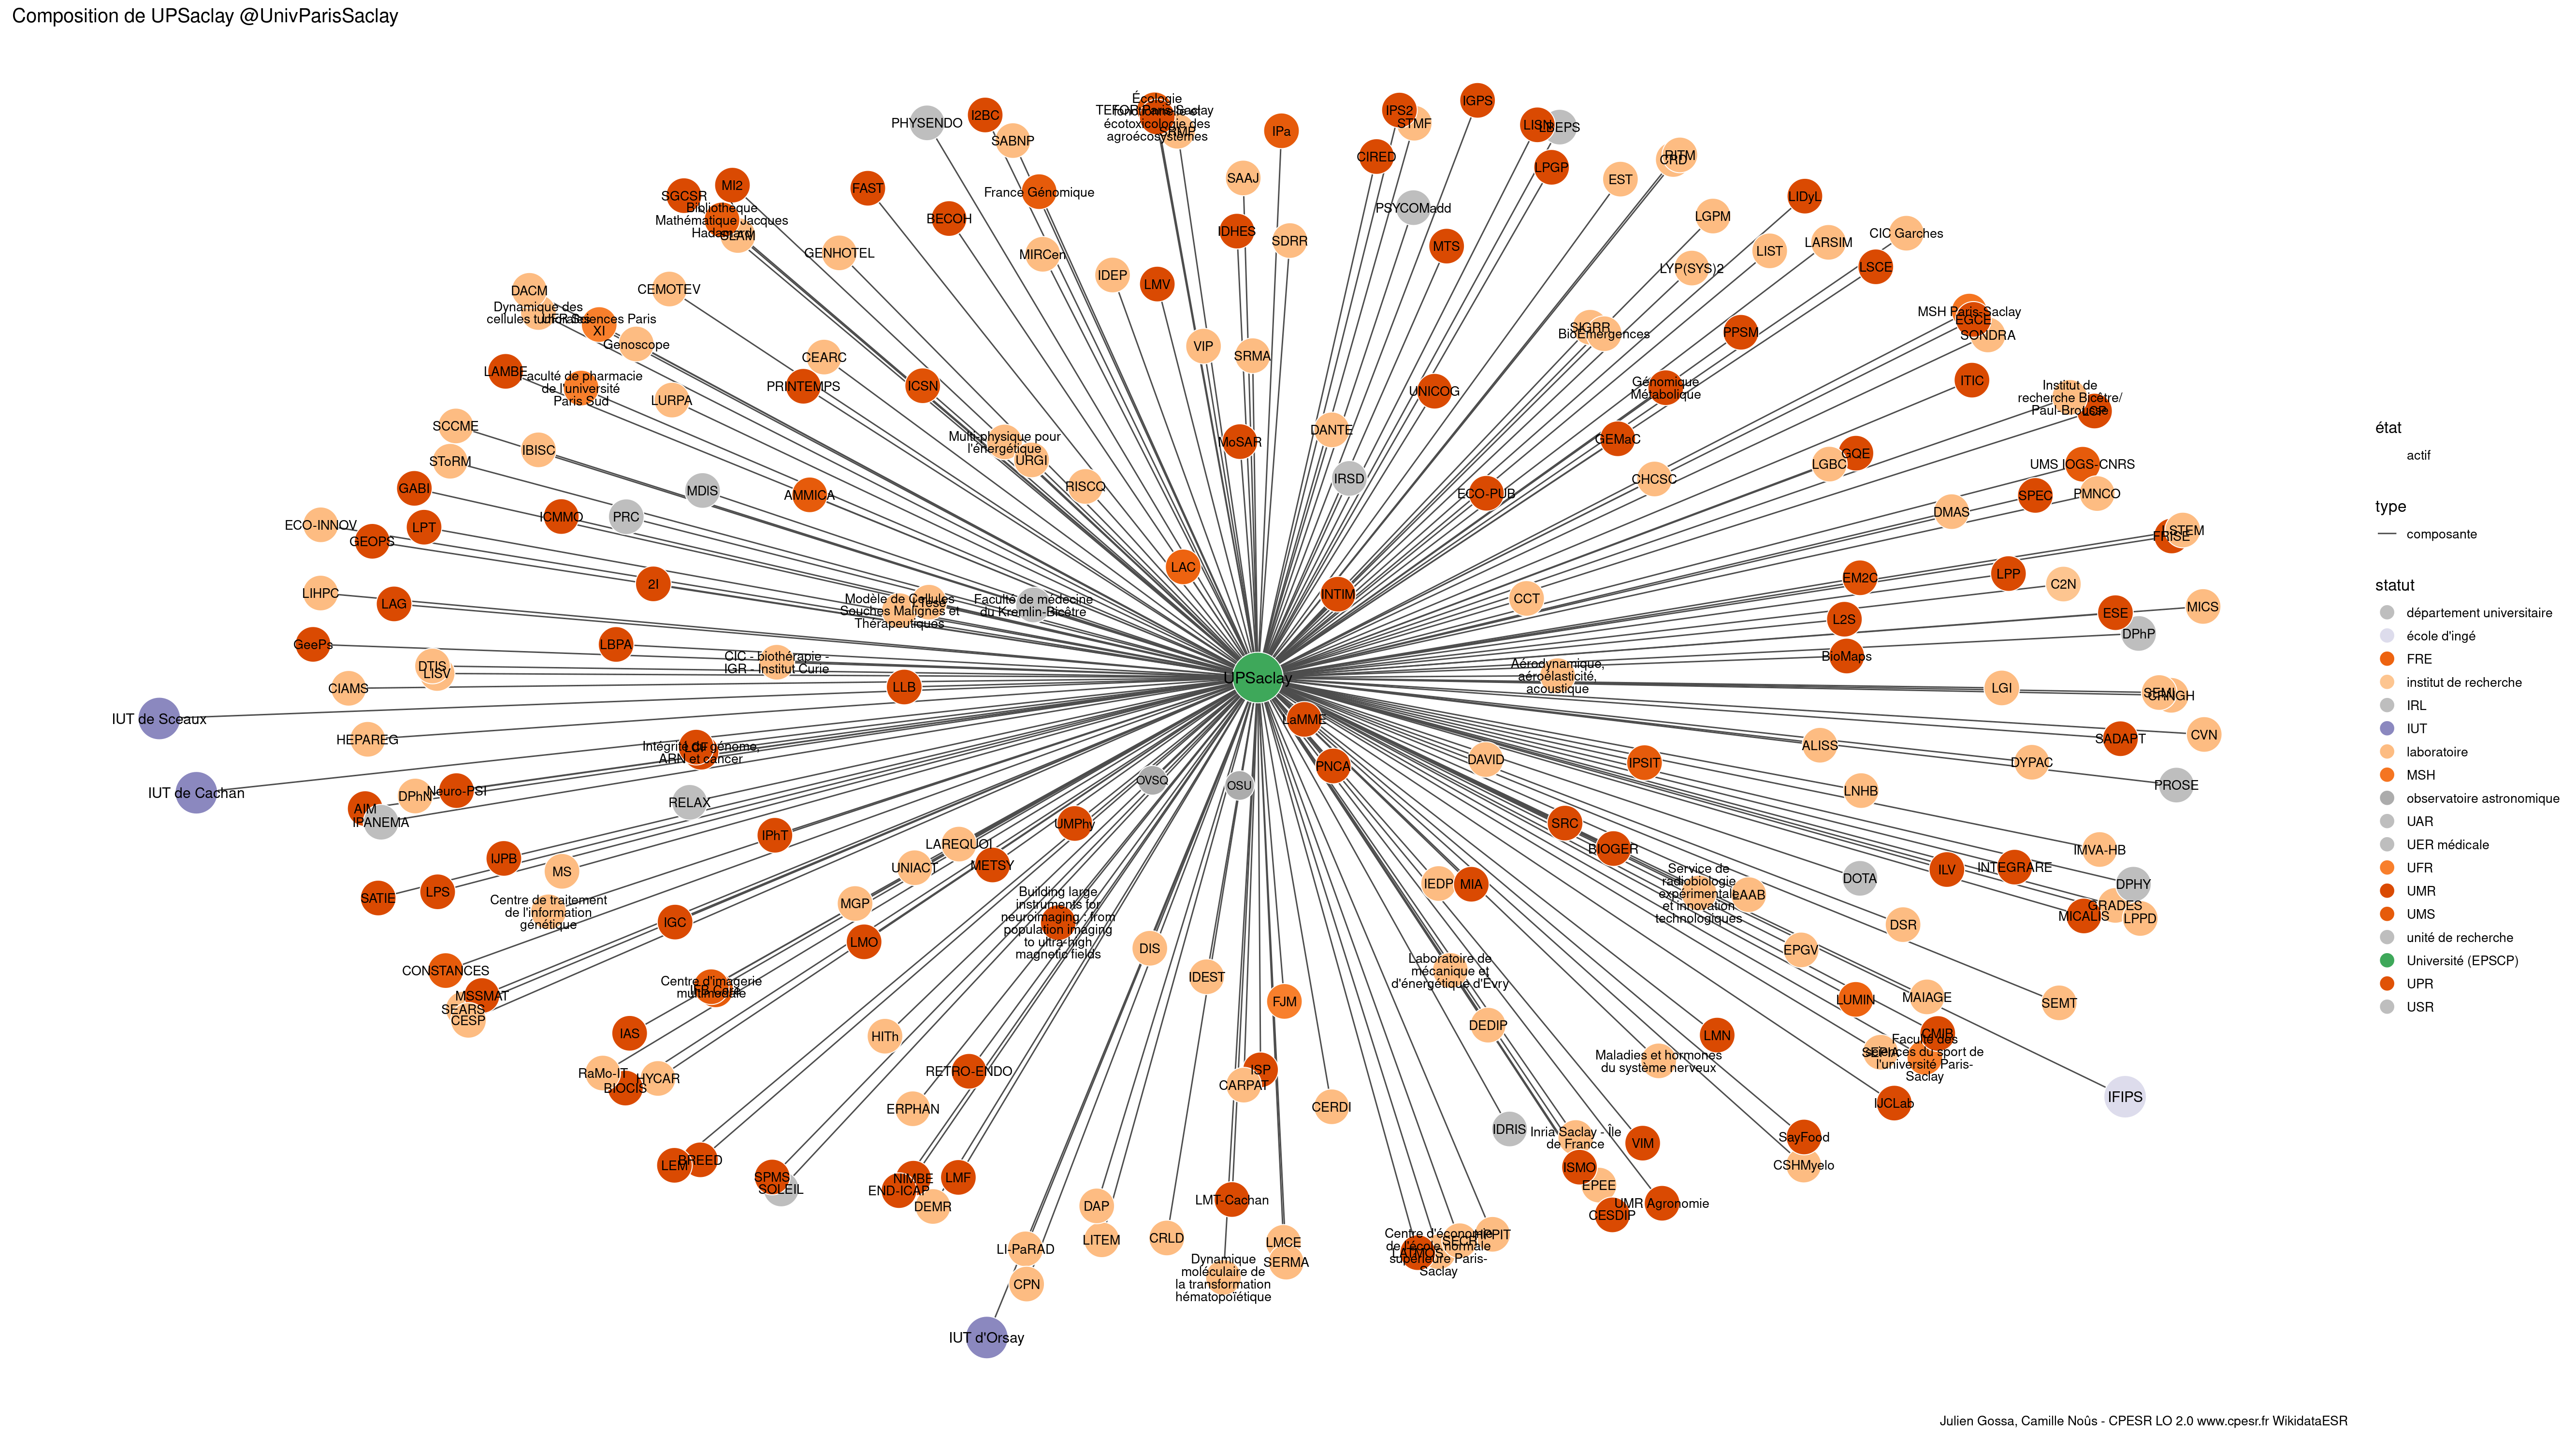 Composition de UPSaclay @UnivParisSaclay
PHYSENDO
I2BC
SABNP
TEFOR Paris-Saclay
Écologie
fonctionnelle et
écotoxicologie des
agroécosystèmes
SRMP
IPa
IPS2
STMF
IGPS
LISN
LBEPS
CIRED
LPGP
EST
CRD
RITM
SGCSR
MI2
Bibliothèque
Mathématique Jacques
Hadamard
SLAM
FAST
BECOH
France Génomique
SAAJ
PSYCOMadd
LIDyL
LGPM
GENHOTEL
MIRCen
IDHES
SDRR
MTS
LARSIM
CIC Garches
LIST
LYP(SYS)2
LSCE
IDEP
LMV
CEMOTEV
DACM
Dynamique des
cellules tumorales
UFR Sciences Paris
XI
Genoscope
MSH Paris-Saclay
EGCE
SONDRA
SIGRR
BioEmergences
PPSM
VIP
SRMA
CEARC
LAMBE
Faculté de pharmacie
de l'université
Paris Sud
PRINTEMPS
ICSN
LURPA
UNICOG
Génomique
Métabolique
ITIC
Institut de
recherche Bicêtre/
Paul-Brousse
LCP
SCCME
IBISC
Multi-physique pour
l'énergétique
URGI
MoSAR
DANTE
GEMaC
SToRM
GABI
MDIS
AMMICA
RISCQ
IRSD
ECO-PUB
CHCSC
LGBC
GQE
UMS IOGS-CNRS
SPEC
PMNCO
DMAS
ECO-INNOV
GEOPS
LPT
ICMMO
PRC
LSTEM
FRISE
LAC
2I
LIHPC
LAG
Modèle de Cellules
Souches Malignes et
Thérapeutiques
Faculté de médecine
du Kremlin-Bicêtre
INTIM
CCT
EM2C
LPP
C2N
L2S
ESE
MICS
DPhP
GeePs
LBPA
CIC - biothérapie -
IGR - Institut Curie
BioMaps
DTIS
LISV
CIAMS
LLB
UPSaclay
Aérodynamique,
aéroélasticité,
acoustique
LGI
SEMI
CRNGH
IUT de Sceaux
HEPAREG
Intégrité du génome,
ARN et cancer
LCF
LaMME
PNCA
DAVID
IPSIT
ALISS
SADAPT
CVN
DYPAC
PROSE
IUT de Cachan
AIM
DPhN
Neuro-PSI
IPANEMA
RELAX
OVSQ
OSU
LNHB
IPhT
UMPhy
SRC
BIOGER
IMVA-HB
IJPB
MS
LAREQUOI
UNIACT
METSY
SATIE
LPS
Centre de traitement
de l'information
génétique
MGP
Building large
instruments for
neuroimaging : from
population imaging
to ultra-high
magnetic fields
IEDP
MIA
Service de
radiobiologie
expérimentale
et innovation
technologiques
LAAB
DOTA
ILV
INTEGRARE
DPHY
GRADES
MICALIS
LPPD
DSR
IGC
LMO
DIS
EPGV
CONSTANCES
MSSMAT
SEARS
CESP
Centre d'imagerie
multimodale
IDEST
FJM
Laboratoire de
mécanique et
d'énergétique d'Evry
LUMIN
MAIAGE
SEMT
IAS
HITh
DEDIP
LMN
CMIB
SEPIA
Faculté des
sciences du sport de
l'université Paris-
Saclay
RaMo-IT
BIOCIS
HYCAR
RETRO-ENDO
ISP
CARPAT
Maladies et hormones
du système nerveux
IJCLab
IFIPS
ERPHAN
CERDI
IDRIS
Inria Saclay - Île
de France
VIM
SayFood
CSHMyelo
LEM
BREED
SPMS
SOLEIL
NIMBE
END-ICAP
LMF
DEMR
ISMO
EPEE
CESDIP
UMR Agronomie
DAP
LMT-Cachan
LI-PaRAD
LITEM
CRLD
LMCE
SERMA
Centre d'économie
de l'école normale
supérieure Paris-
Saclay
LATMOS
SECR
HPPIT
CPN
Dynamique
moléculaire de
la transformation
hématopoïétique
IUT d'Orsay
état
actif
type
composante
statut
département universitaire
école d'ingé
FRE
institut de recherche
IRL
IUT
laboratoire
MSH
observatoire astronomique
UAR
UER médicale
UFR
UMR
UMS
unité de recherche
Université (EPSCP)
UPR
USR
Julien Gossa, Camille Noûs - CPESR LO 2.0 www.cpesr.fr WikidataESR